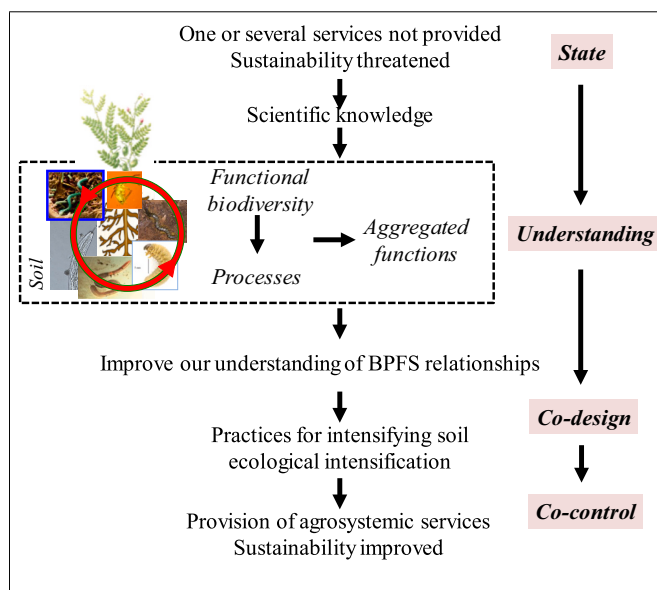 One or several services not provided
Sustainability threatened
State
Scientific knowledge
Functional
biodiversity
Aggregated
functions
Processes
Soil
Understanding
Improve our understanding of BPFS relationships
Practices for intensifying soil
ecological intensification
Co-design
Provision of agrosystemic services
Sustainability improved
Co-control